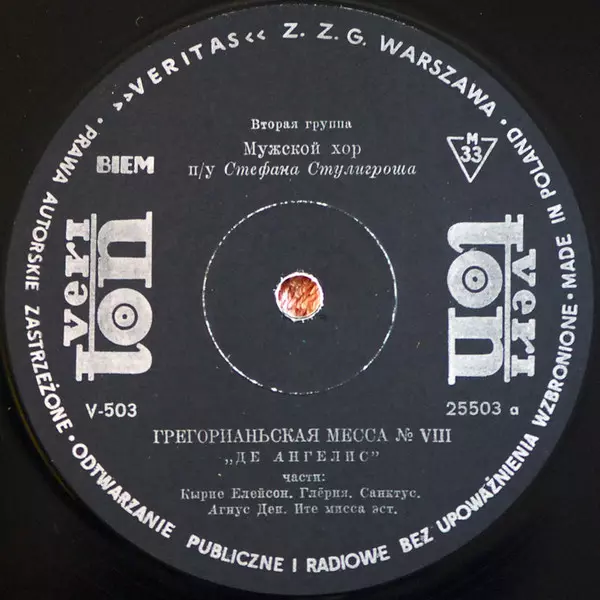 »VERITAS« Z. Z. G. WARSZAWA · MADE IN POLAND · PRAWA AUTORSKIE ZASTRZEŻONE · ODTWARZANIE PUBLICZNE I RADIOWE BEZ UPOWAŻNIENIA WZBRONIONE
Вторая группа
Мужской хор
п/у Стефана Стулигроша
BIEM
M
33
veri
ton
veri
ton
V-503
25503 a
ГРЕГОРИАНЬСКАЯ МЕССА № VIII
„ДЕ АНГЕЛИС”
части:
Кырие Елейсон. Глёрия. Санктус.
Агнус Деи. Ите мисса эст.